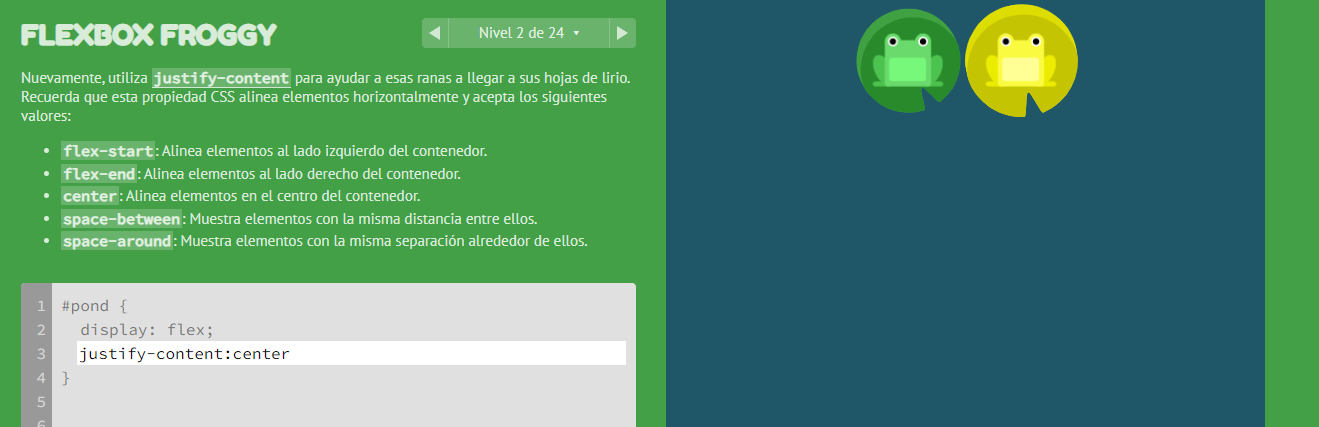 FLEXBOX FROGGY
Nivel 2 de 24
Nuevamente, utiliza justify-content para ayudar a esas ranas a llegar a sus hojas de lirio.
Recuerda que esta propiedad CSS alinea elementos horizontalmente y acepta los siguientes
valores:
flex-start: Alinea elementos al lado izquierdo del contenedor.
flex-end: Alinea elementos al lado derecho del contenedor.
center: Alinea elementos en el centro del contenedor.
space-between: Muestra elementos con la misma distancia entre ellos.
space-around: Muestra elementos con la misma separación alrededor de ellos.
1 #pond {
2 display: flex;
3 justify-content:center
4 }
5
6